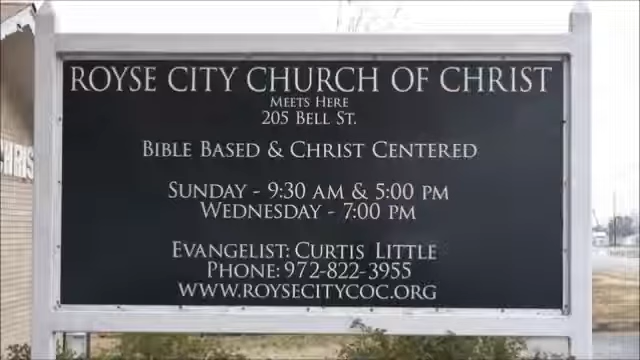 ROYSE CITY CHURCH OF CHRIST
MEETS HERE
205 BELL ST.
BIBLE BASED & CHRIST CENTERED
SUNDAY - 9:30 AM & 5:00 PM
WEDNESDAY - 7:00 PM
EVANGELIST: CURTIS LITTLE
PHONE: 972-822-3955
WWW.ROYSECITYCOC.ORG